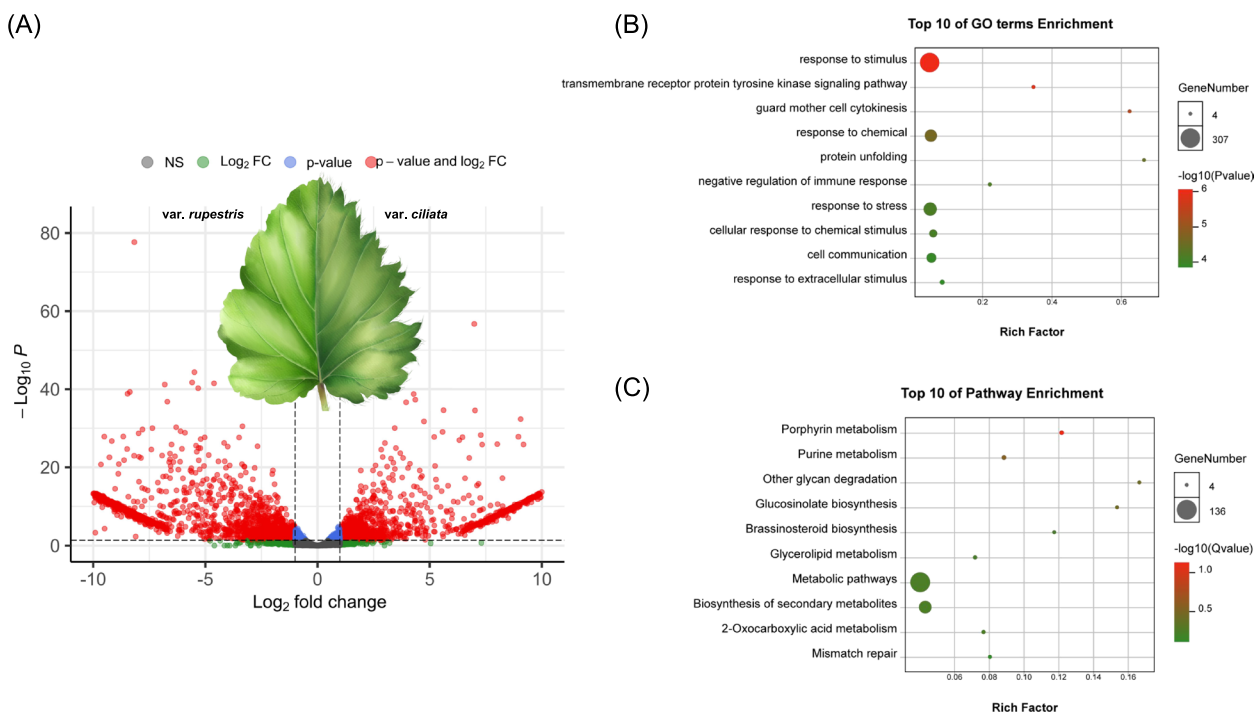 (A)
NS Log2 FC p-value p – value and log2 FC
var. rupestris
var. ciliata
– Log10 P
80
60
40
20
0
-10 -5 0 5 10
Log2 fold change
(B)
Top 10 of GO terms Enrichment
response to stimulus
transmembrane receptor protein tyrosine kinase signaling pathway
guard mother cell cytokinesis
response to chemical
protein unfolding
negative regulation of immune response
response to stress
cellular response to chemical stimulus
cell communication
response to extracellular stimulus
0.2 0.4 0.6
Rich Factor
GeneNumber
4
307
-log10(Pvalue)
6
5
4
(C)
Top 10 of Pathway Enrichment
Porphyrin metabolism
Purine metabolism
Other glycan degradation
Glucosinolate biosynthesis
Brassinosteroid biosynthesis
Glycerolipid metabolism
Metabolic pathways
Biosynthesis of secondary metabolites
2-Oxocarboxylic acid metabolism
Mismatch repair
0.06 0.08 0.10 0.12 0.14 0.16
Rich Factor
GeneNumber
4
136
-log10(Qvalue)
1.0
0.5